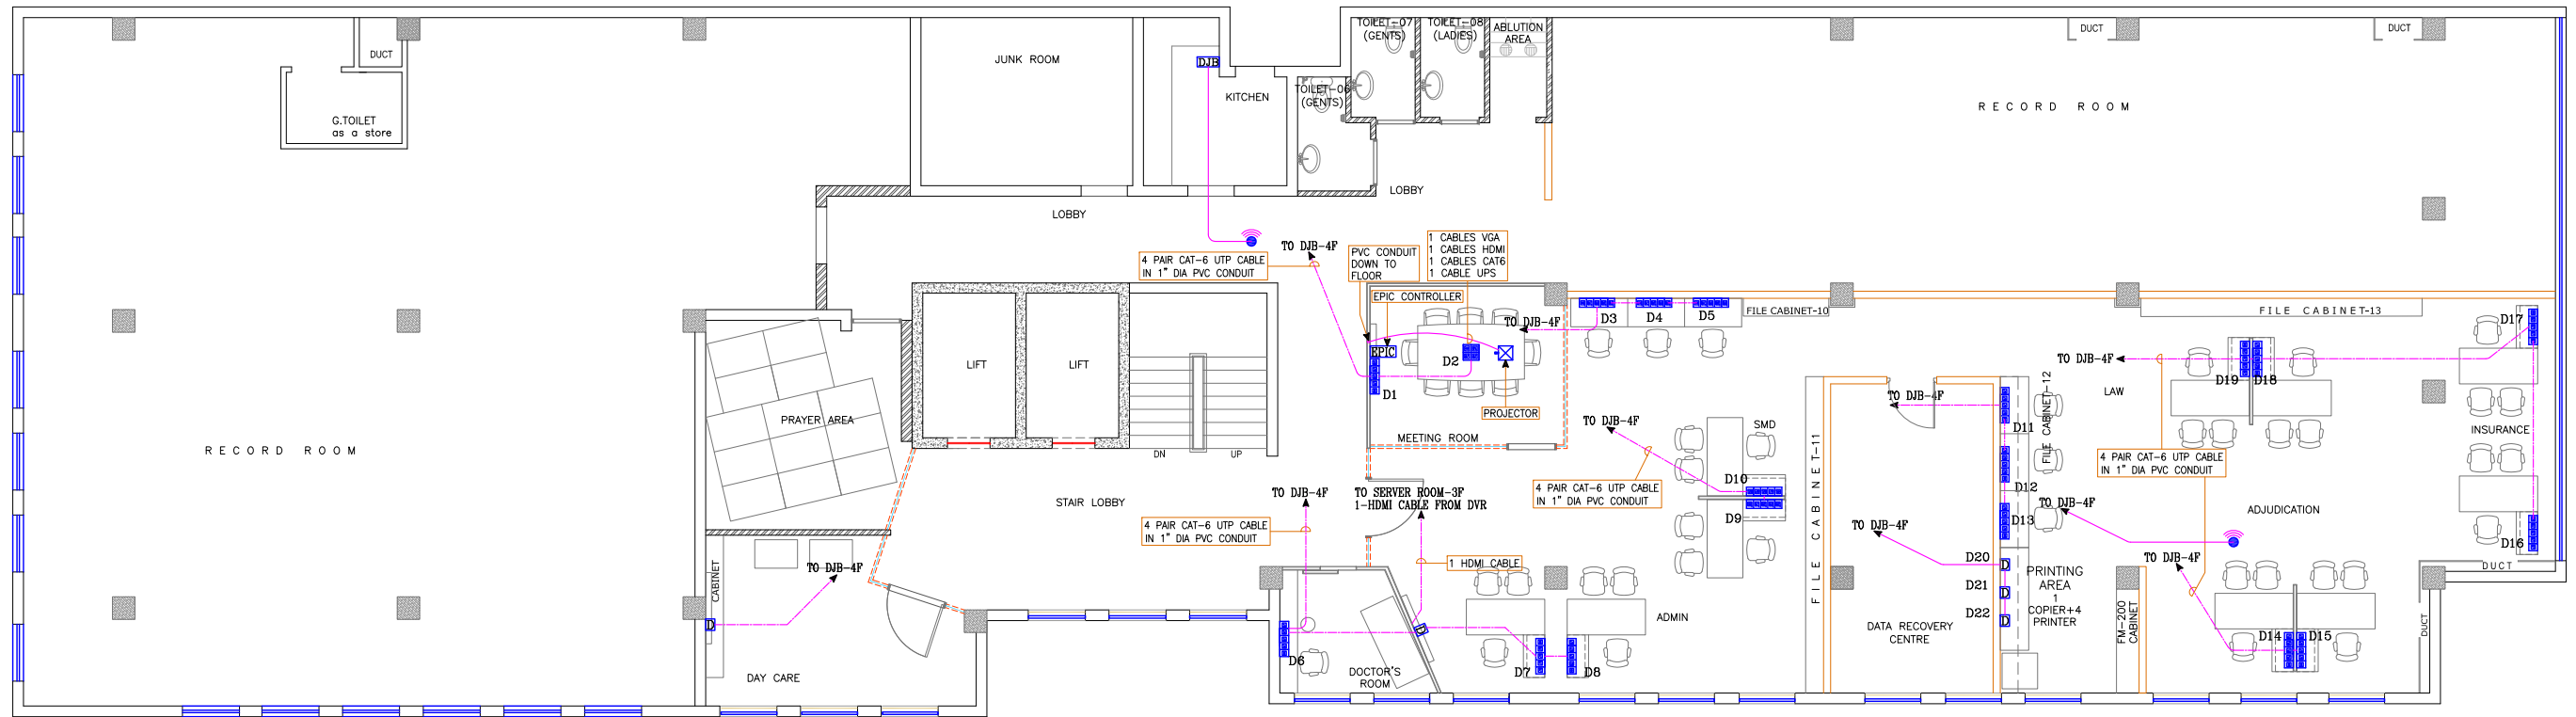 TOILET-07
(GENTS)
TOILET-08
(LADIES)
ABLUTION
AREA
DUCT
DUCT
DUCT
JUNK ROOM
DJB
KITCHEN
TOILET-06
(GENTS)
G.TOILET
as a store
RECORD ROOM
LOBBY
LOBBY
TO DJB-4F
4 PAIR CAT-6 UTP CABLE
IN 1" DIA PVC CONDUIT
PVC CONDUIT
DOWN TO
FLOOR
1 CABLES VGA
1 CABLES HDMI
1 CABLES CAT6
1 CABLE UPS
EPIC CONTROLLER
TO DJB-4F
D3
D4
D5
FILE CABINET-10
FILE CABINET-13
D17
EPIC
D2
D1
PROJECTOR
MEETING ROOM
LIFT
LIFT
PRAYER AREA
DN
UP
RECORD ROOM
STAIR LOBBY
TO DJB-4F
TO DJB-4F
D19
D18
LAW
INSURANCE
TO DJB-4F
D11
FILE CABINET-12
FILE CABINET-11
TO DJB-4F
SMD
D10
D9
4 PAIR CAT-6 UTP CABLE
IN 1" DIA PVC CONDUIT
4 PAIR CAT-6 UTP CABLE
IN 1" DIA PVC CONDUIT
D12
TO DJB-4F
D13
ADJUDICATION
D16
TO DJB-4F
TO SERVER ROOM-3F
1-HDMI CABLE FROM DVR
4 PAIR CAT-6 UTP CABLE
IN 1" DIA PVC CONDUIT
1 HDMI CABLE
TO DJB-4F
D20
D
D21
D
D22
D
PRINTING
AREA
1
COPIER+4
PRINTER
TO DJB-4F
DUCT
DUCT
CABINET
TO DJB-4F
D
DAY CARE
D6
D
DOCTOR'S
ROOM
D7
D8
ADMIN
DATA RECOVERY
CENTRE
FM-200
CABINET
D14
D15